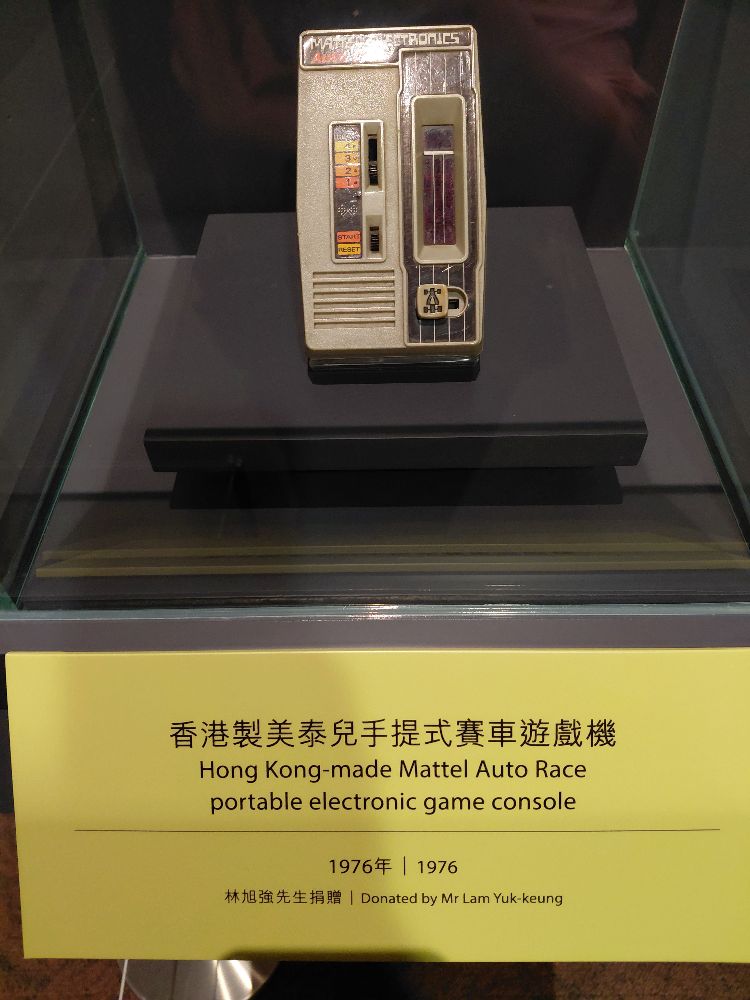 MATTEL ELECTRONICS
4
3
2
1
START
RESET
香港製美泰兒手提式賽車遊戲機
Hong Kong-made Mattel Auto Race
portable electronic game console
1976年 | 1976
林旭強先生捐贈 | Donated by Mr Lam Yuk-keung